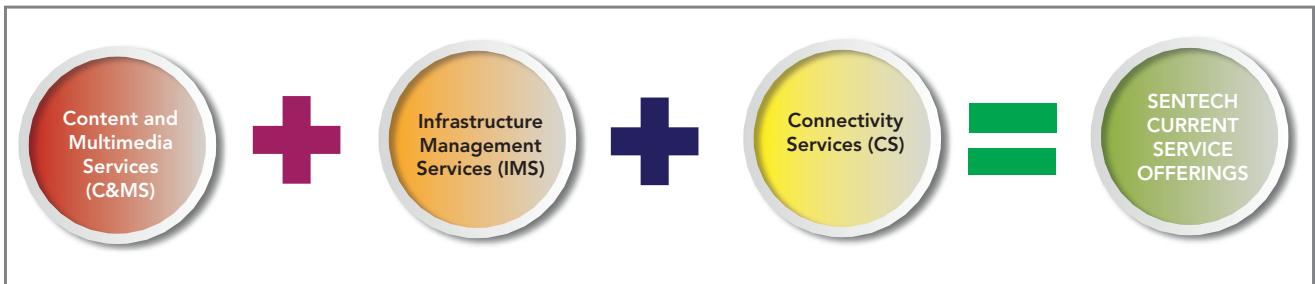 Content and
Multimedia
Services
(C&MS)
Infrastructure
Management
Services (IMS)
Connectivity
Services (CS)
SENTECH
CURRENT
SERVICE
OFFERINGS